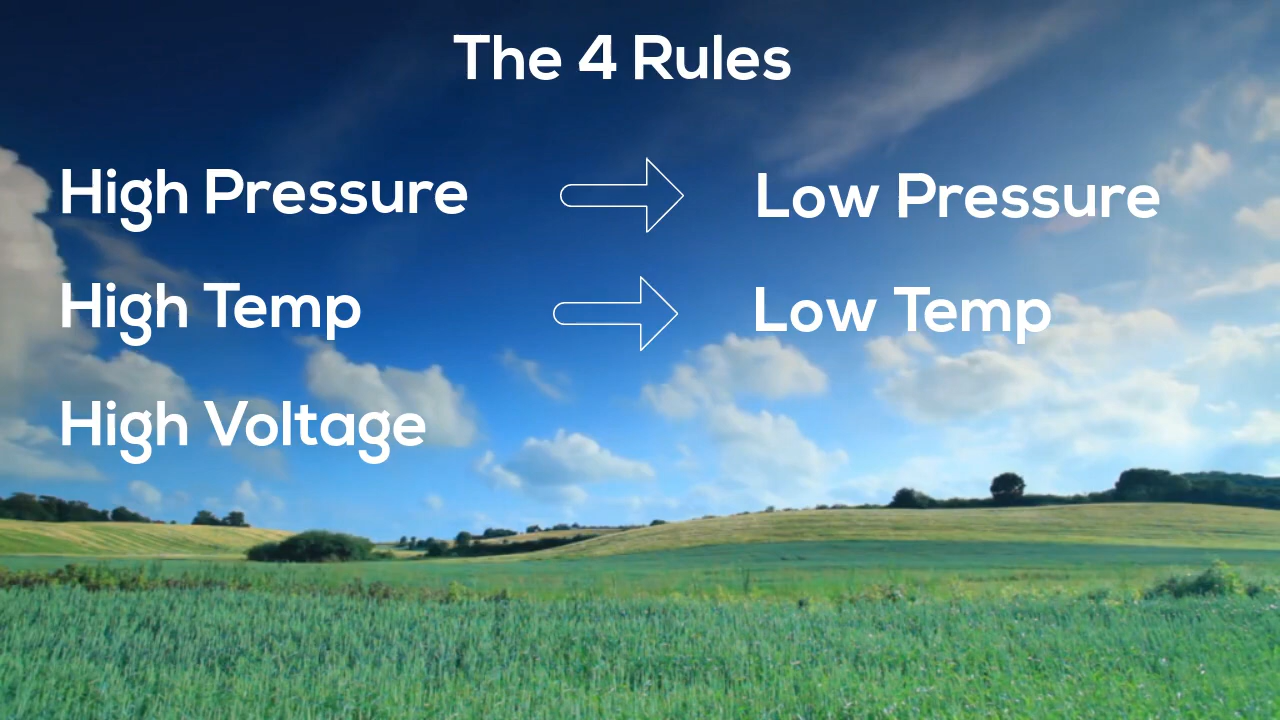 The 4 Rules
High Pressure Low Pressure
High Temp Low Temp
High Voltage